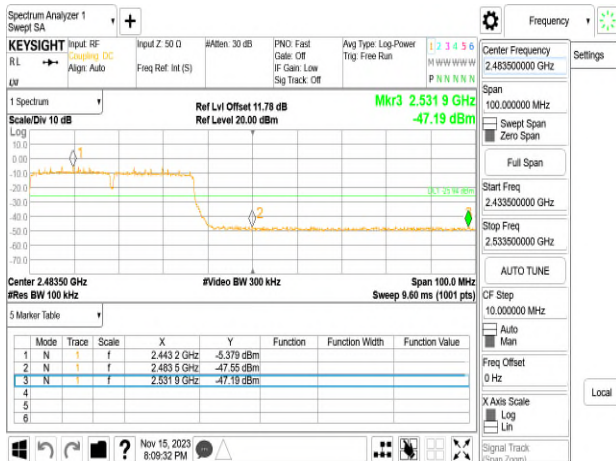 Spectrum Analyzer 1
Swept SA
Frequency
KEYSIGHT
RL
Input: RF
Coupling: DC
Align: Auto
Input Z: 50 Ω
Freq Ref: Int (S)
#Atten: 30 dB
PNO: Fast
Gate: Off
IF Gain: Low
Sig Track: Off
Avg Type: Log-Power
Trig: Free Run
1 2 3 4 5 6
M W W W W W
P N N N N N
Center Frequency
2.483500000 GHz
Settings
Span
100.000000 MHz
Swept Span
Zero Span
Full Span
Start Freq
2.433500000 GHz
Stop Freq
2.533500000 GHz
AUTO TUNE
CF Step
10.000000 MHz
Auto
Man
Freq Offset
0 Hz
X Axis Scale
Log
Lin
Signal Track
(Span Zoom)
Local
1 Spectrum
Scale/Div 10 dB
Ref Lvl Offset 11.78 dB
Ref Level 20.00 dBm
Mkr3 2.531 9 GHz
-47.19 dBm
Log
10.0
0.00
-10.0
-20.0
-30.0
-40.0
-50.0
-60.0
-70.0
1
2
3
Center 2.48350 GHz
#Res BW 100 kHz
#Video BW 300 kHz
Span 100.0 MHz
Sweep 9.60 ms (1001 pts)
5 Marker Table
Mode Trace Scale X Y Function Function Width Function Value
1 N 1 f 2.443 2 GHz -5.379 dBm
2 N 1 f 2.483 5 GHz -47.55 dBm
3 N 1 f 2.531 9 GHz -47.19 dBm
4
5
6
Nov 15, 2023
8:09:32 PM